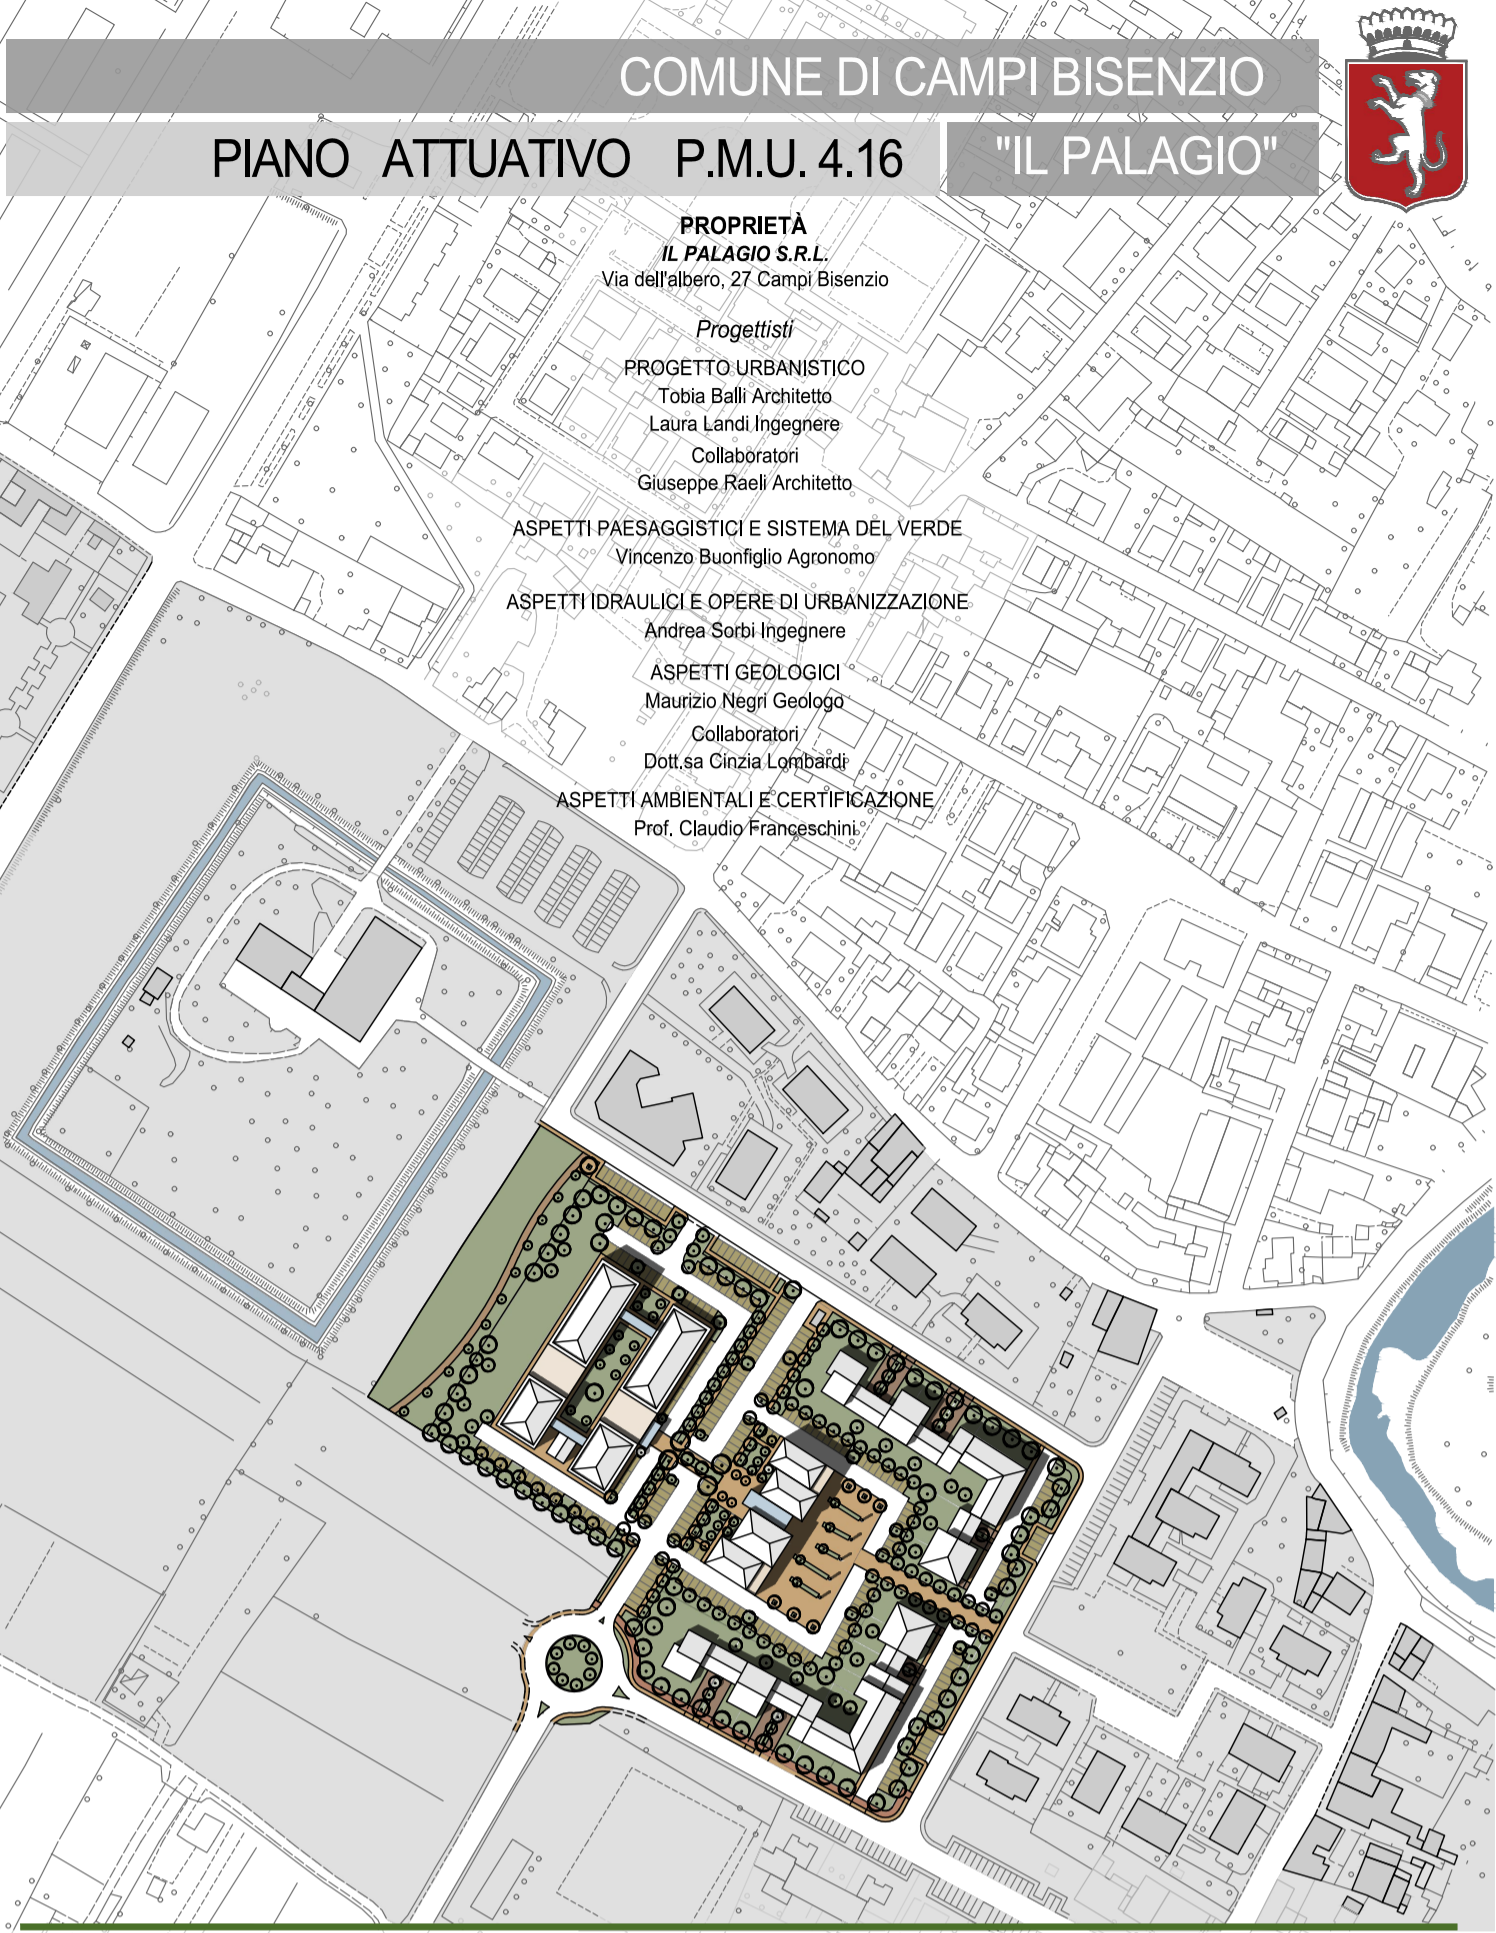 COMUNE DI CAMPI BISENZIO
PIANO ATTUATIVO P.M.U. 4.16
"IL PALAGIO"
PROPRIETÀ
IL PALAGIO S.R.L.
Via dell'albero, 27 Campi Bisenzio
Progettisti
PROGETTO URBANISTICO
Tobia Balli Architetto
Laura Landi Ingegnere
Collaboratori
Giuseppe Raeli Architetto
ASPETTI PAESAGGISTICI E SISTEMA DEL VERDE
Vincenzo Buonfiglio Agronomo
ASPETTI IDRAULICI E OPERE DI URBANIZZAZIONE
Andrea Sorbi Ingegnere
ASPETTI GEOLOGICI
Maurizio Negri Geologo
Collaboratori
Dott.sa Cinzia Lombardi
ASPETTI AMBIENTALI E CERTIFICAZIONE
Prof. Claudio Franceschini